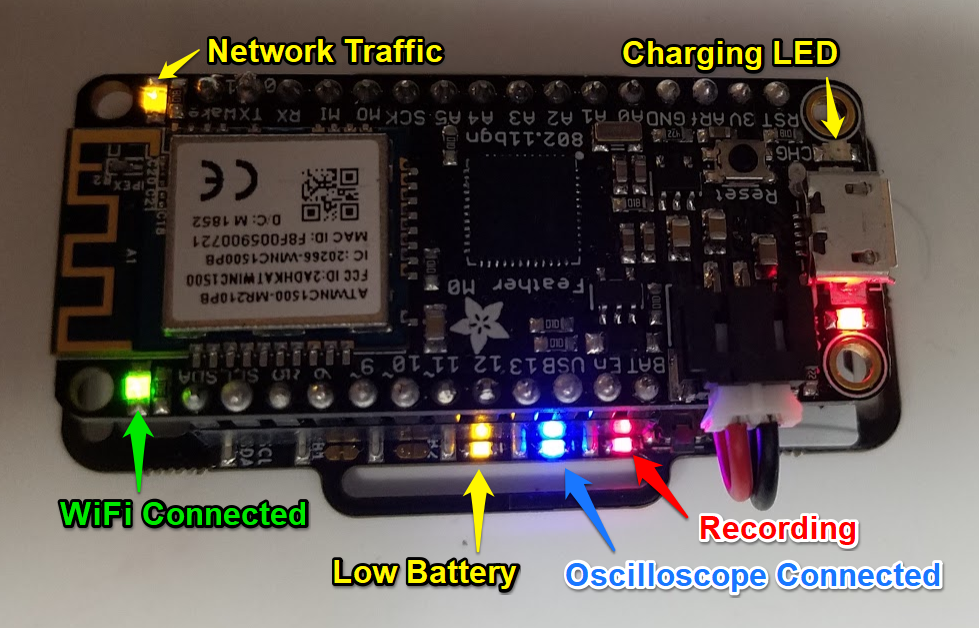 Network Traffic
Charging LED
RST 3V ARf GND A0 A1 A2 A3 A4 A5 SCK MO MI RX TX Wake
802.11bgn
CHG
Reset
IPEX
A1
CE
D/C: M 1852
MAC ID: F8F005900721
IC: 20266-WINC1500PB
FCC ID-2ADHKATWINC1500
ATWINC1500-MR210PB
Feather M0
BAT En USB 13 12 11~ 10~ 9~ 6 5 SCL SDA
WiFi Connected
Low Battery
Recording
Oscilloscope Connected